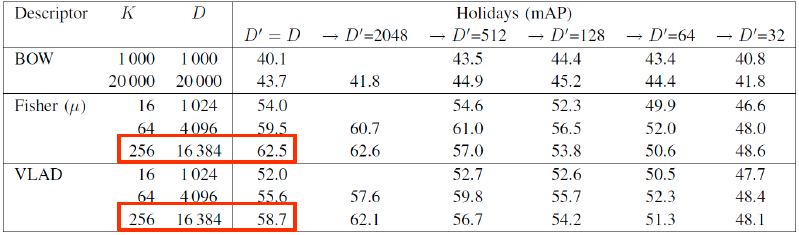 Descriptor K D Holidays (mAP)
D′ = D → D′=2048 → D′=512 → D′=128 → D′=64 → D′=32
BOW 1 000 1 000 40.1 43.5 44.4 43.4 40.8
20 000 20 000 43.7 41.8 44.9 45.2 44.4 41.8
Fisher (μ) 16 1 024 54.0 54.6 52.3 49.9 46.6
64 4 096 59.5 60.7 61.0 56.5 52.0 48.0
256 16 384 62.5 62.6 57.0 53.8 50.6 48.6
VLAD 16 1 024 52.0 52.7 52.6 50.5 47.7
64 4 096 55.6 57.6 59.8 55.7 52.3 48.4
256 16 384 58.7 62.1 56.7 54.2 51.3 48.1